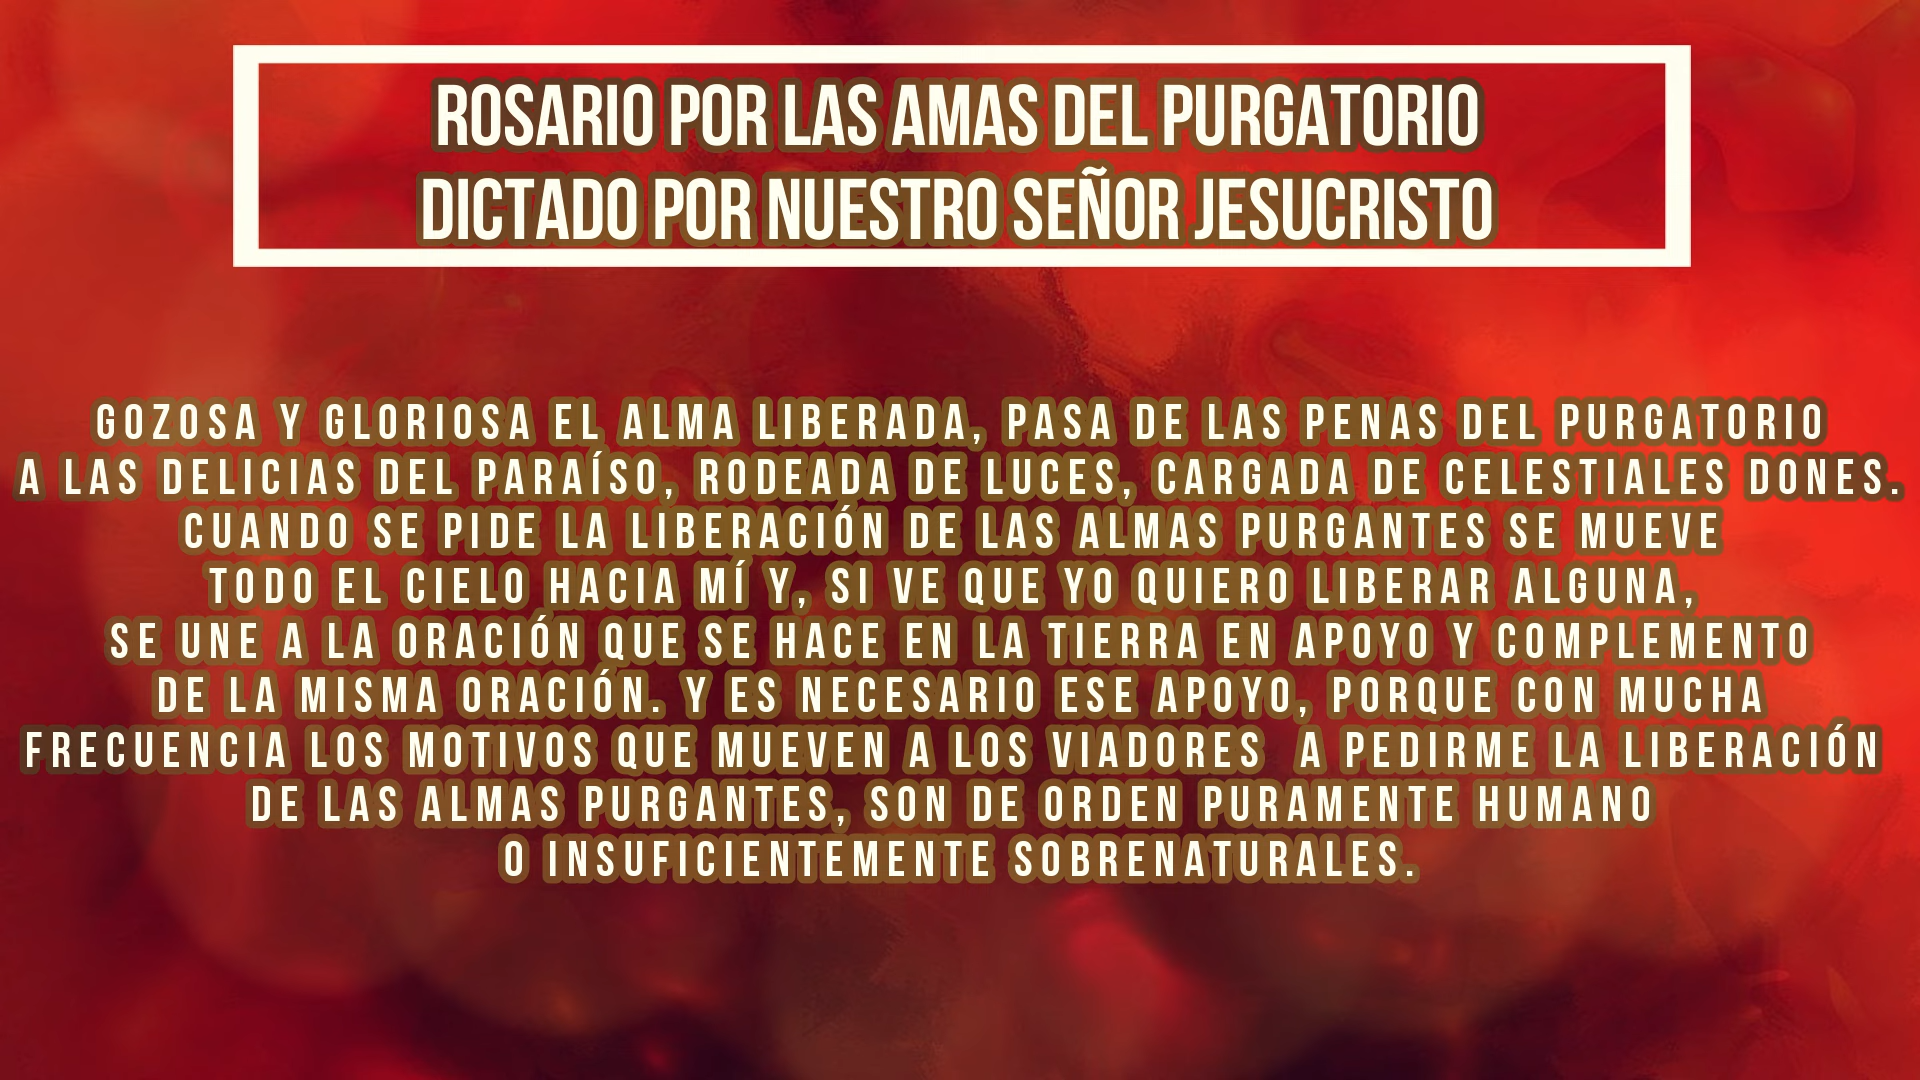 ROSARIO POR LAS AMAS DEL PURGATORIO
DICTADO POR NUESTRO SEÑOR JESUCRISTO
GOZOSA Y GLORIOSA EL ALMA LIBERADA, PASA DE LAS PENAS DEL PURGATORIO
A LAS DELICIAS DEL PARAÍSO, RODEADA DE LUCES, CARGADA DE CELESTIALES DONES.
CUANDO SE PIDE LA LIBERACIÓN DE LAS ALMAS PURGANTES SE MUEVE
TODO EL CIELO HACIA MÍ Y, SI VE QUE YO QUIERO LIBERAR ALGUNA,
SE UNE A LA ORACIÓN QUE SE HACE EN LA TIERRA EN APOYO Y COMPLEMENTO
DE LA MISMA ORACIÓN. Y ES NECESARIO ESE APOYO, PORQUE CON MUCHA
FRECUENCIA LOS MOTIVOS QUE MUEVEN A LOS VIADORES  A PEDIRME LA LIBERACIÓN
DE LAS ALMAS PURGANTES, SON DE ORDEN PURAMENTE HUMANO
O INSUFICIENTEMENTE SOBRENATURALES.